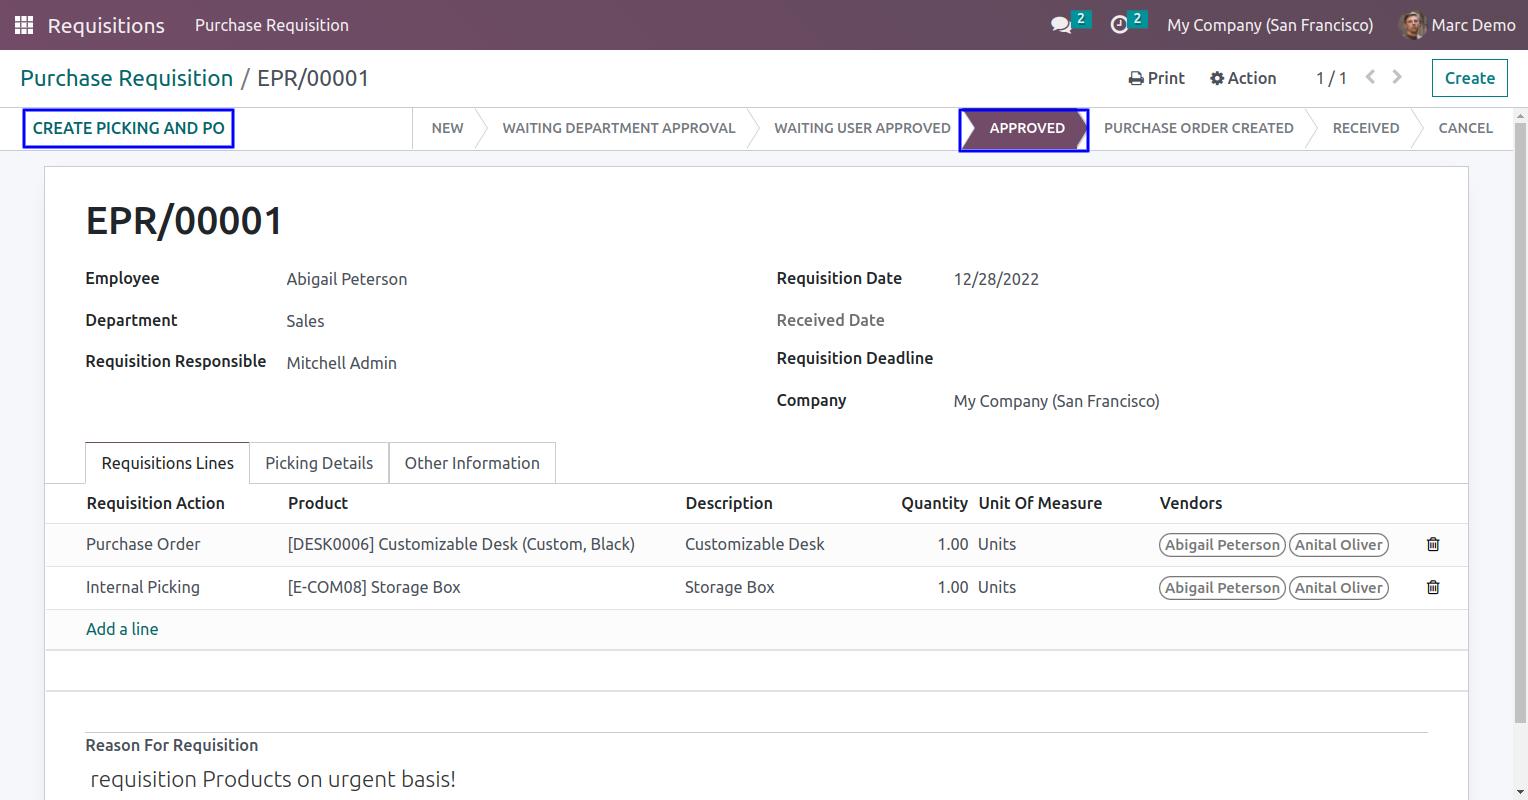 Requisitions Purchase Requisition 2 2 My Company (San Francisco) Marc Demo
Purchase Requisition / EPR/00001 Print Action 1 / 1 Create
CREATE PICKING AND PO NEW WAITING DEPARTMENT APPROVAL WAITING USER APPROVED APPROVED PURCHASE ORDER CREATED RECEIVED CANCEL
EPR/00001
Employee Abigail Peterson Requisition Date 12/28/2022
Department Sales Received Date
Requisition Responsible Mitchell Admin Requisition Deadline
Company My Company (San Francisco)
Requisitions Lines Picking Details Other Information
Requisition Action Product Description Quantity Unit Of Measure Vendors
Purchase Order [DESK0006] Customizable Desk (Custom, Black) Customizable Desk 1.00 Units Abigail Peterson Anital Oliver
Internal Picking [E-COM08] Storage Box Storage Box 1.00 Units Abigail Peterson Anital Oliver
Add a line
Reason For Requisition
requisition Products on urgent basis!